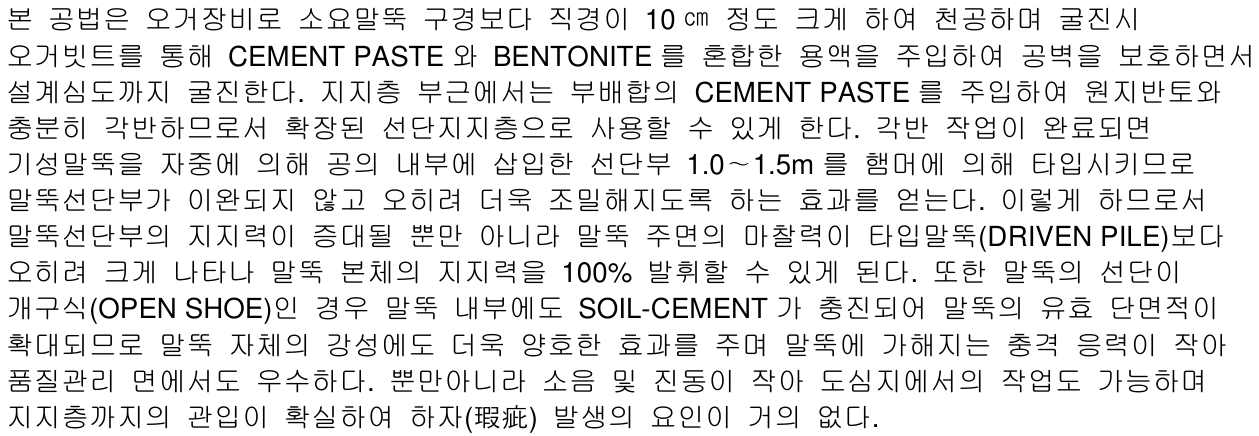 본 공법은 오거장비로 소요말뚝 구경보다 직경이 10 ㎝ 정도 크게 하여 천공하며 굴진시
오거빗트를 통해 CEMENT PASTE 와 BENTONITE 를 혼합한 용액을 주입하여 공벽을 보호하면서
설계심도까지 굴진한다. 지지층 부근에서는 부배합의 CEMENT PASTE 를 주입하여 원지반토와
충분히 각반하므로서 확장된 선단지지층으로 사용할 수 있게 한다. 각반 작업이 완료되면
기성말뚝을 자중에 의해 공의 내부에 삽입한 선단부 1.0～1.5m 를 햄머에 의해 타입시키므로
말뚝선단부가 이완되지 않고 오히려 더욱 조밀해지도록 하는 효과를 얻는다. 이렇게 하므로서
말뚝선단부의 지지력이 증대될 뿐만 아니라 말뚝 주면의 마찰력이 타입말뚝(DRIVEN PILE)보다
오히려 크게 나타나 말뚝 본체의 지지력을 100% 발휘할 수 있게 된다. 또한 말뚝의 선단이
개구식(OPEN SHOE)인 경우 말뚝 내부에도 SOIL-CEMENT 가 충진되어 말뚝의 유효 단면적이
확대되므로 말뚝 자체의 강성에도 더욱 양호한 효과를 주며 말뚝에 가해지는 충격 응력이 작아
품질관리 면에서도 우수하다. 뿐만아니라 소음 및 진동이 작아 도심지에서의 작업도 가능하며
지지층까지의 관입이 확실하여 하자(瑕疵) 발생의 요인이 거의 없다.